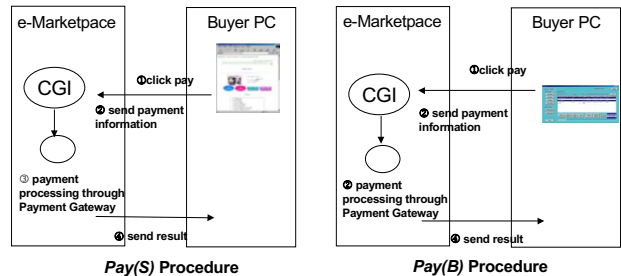 e-Marketpace
Buyer PC
CGI
①click pay
② send payment
information
③ payment
processing through
Payment Gateway
④ send result
Pay(S) Procedure
e-Marketpace
Buyer PC
CGI
①click pay
② send payment
information
② payment
processing through
Payment Gateway
④ send result
Pay(B) Procedure